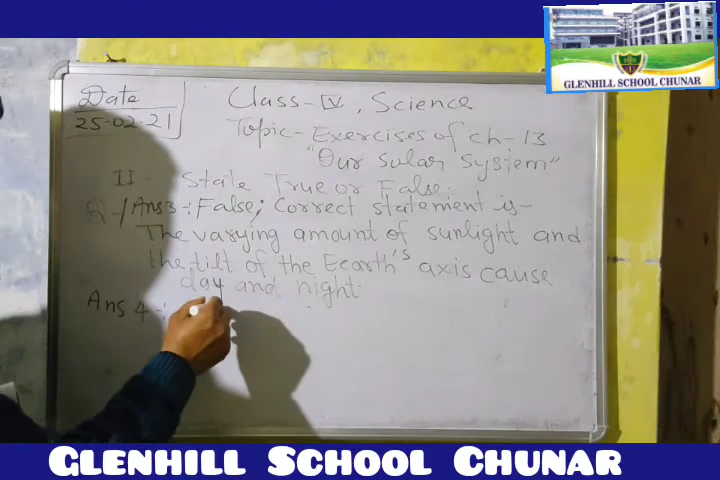 GLENHILL SCHOOL CHUNAR
Date
25-02-21
Class-IV, Science
Topic- Exercises of ch-13
"Our solar system"
II- State True or False:
Q-/Ans3-: False; Correct statement is-
The varying amount of sunlight and
the tilt of the Earth's axis cause
day and night.
Ans 4-:
GLENHILL SCHOOL CHUNAR